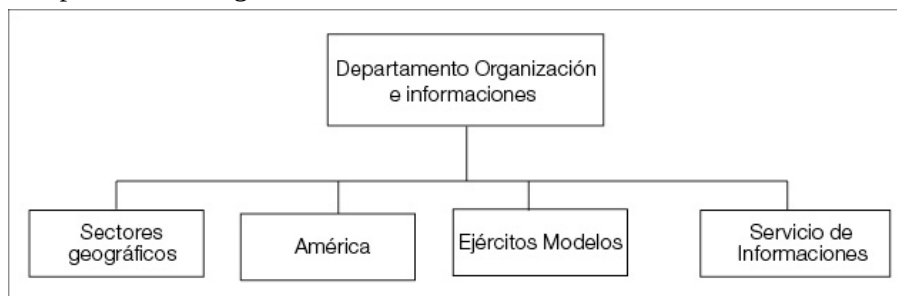 Departamento Organización
e informaciones
Sectores
geográficos
América
Ejércitos Modelos
Servicio de
Informaciones